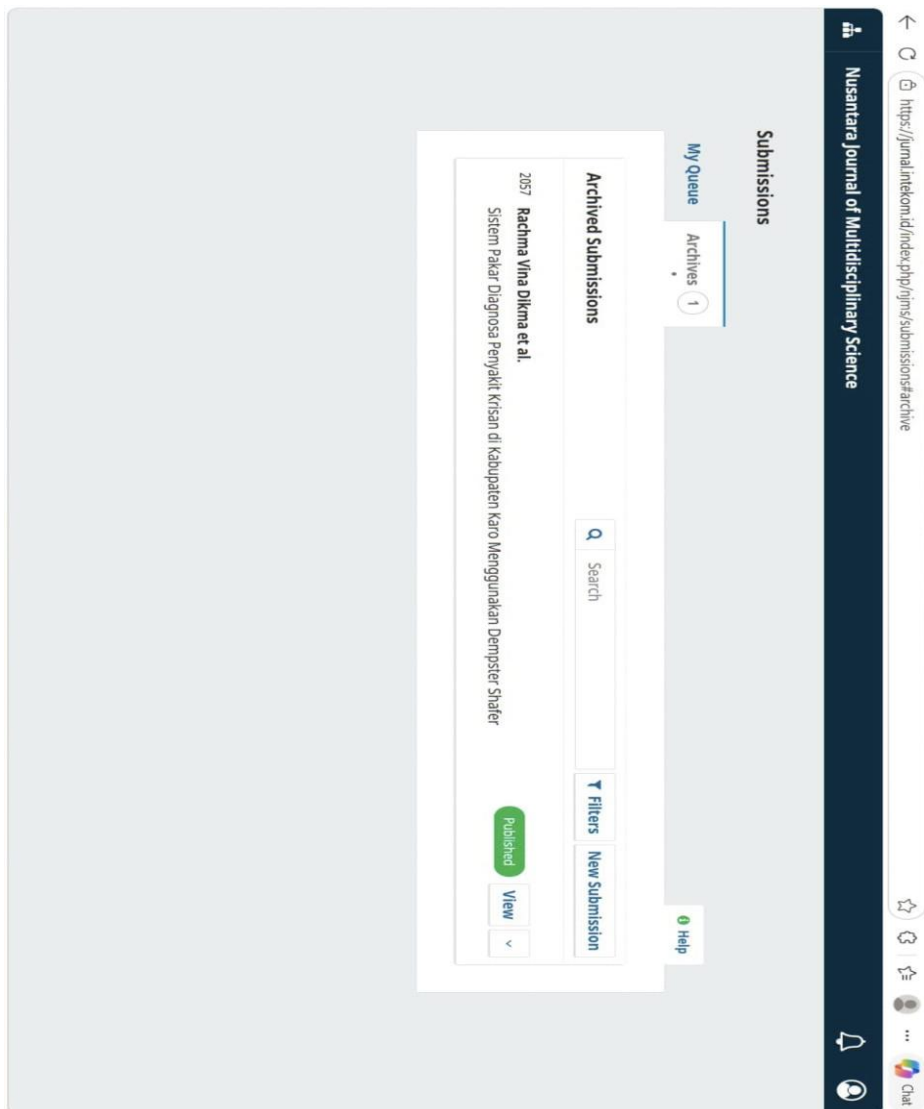 https://jurnal.intekom.id/index.php/njms/submissions#archive
Chat
Nusantara Journal of Multidisciplinary Science
Submissions
My Queue
Archives 1
Help
Archived Submissions
Search
Filters
New Submission
2057 Rachma Vina Dikma et al.
Sistem Pakar Diagnosa Penyakit Krisan di Kabupaten Karo Menggunakan Dempster Shafer
Published
View